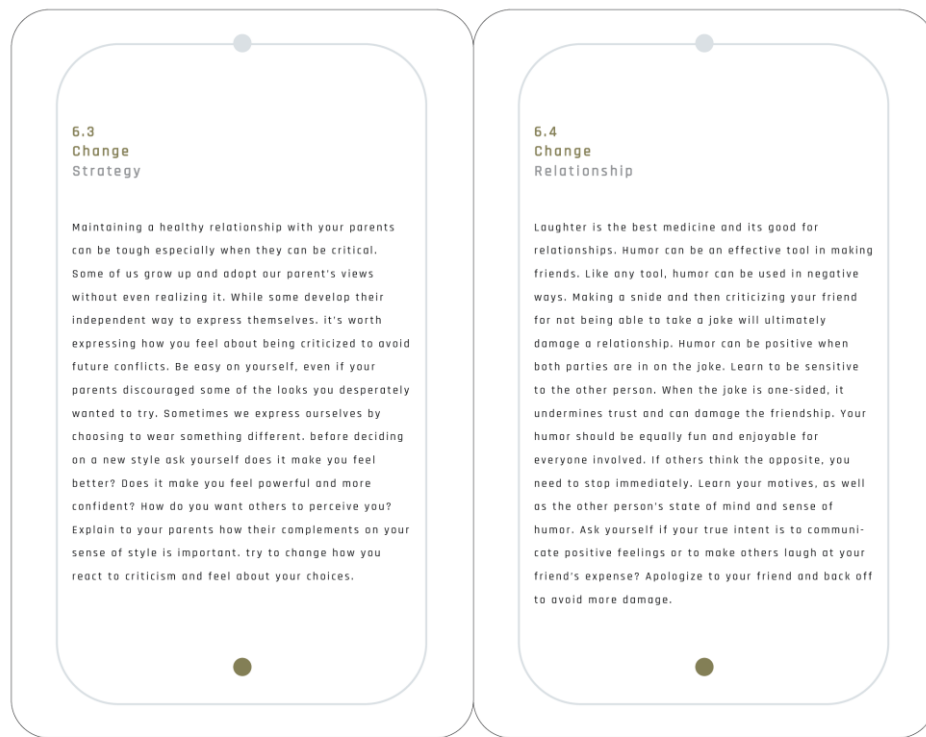 6.3
Change
Strategy
Maintaining a healthy relationship with your parents
can be tough especially when they can be critical.
Some of us grow up and adopt our parent's views
without even realizing it. While some develop their
independent way to express themselves. it's worth
expressing how you feel about being criticized to avoid
future conflicts. Be easy on yourself, even if your
parents discouraged some of the looks you desperately
wanted to try. Sometimes we express ourselves by
choosing to wear something different. before deciding
on a new style ask yourself does it make you feel
better? Does it make you feel powerful and more
confident? How do you want others to perceive you?
Explain to your parents how their complements on your
sense of style is important. try to change how you
react to criticism and feel about your choices.
6.4
Change
Relationship
Laughter is the best medicine and its good for
relationships. Humor can be an effective tool in making
friends. Like any tool, humor can be used in negative
ways. Making a snide and then criticizing your friend
for not being able to take a joke will ultimately
damage a relationship. Humor can be positive when
both parties are in on the joke. Learn to be sensitive
to the other person. When the joke is one-sided, it
undermines trust and can damage the friendship. Your
humor should be equally fun and enjoyable for
everyone involved. If others think the opposite, you
need to stop immediately. Learn your motives, as well
as the other person's state of mind and sense of
humor. Ask yourself if your true intent is to communi-
cate positive feelings or to make others laugh at your
friend's expense? Apologize to your friend and back off
to avoid more damage.